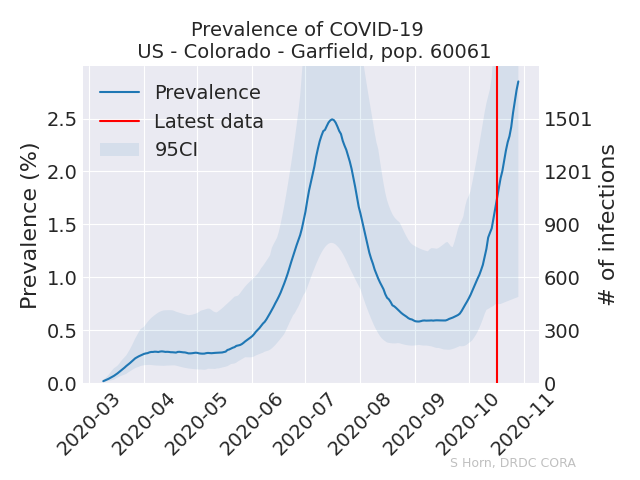 Prevalence of COVID-19
US - Colorado - Garfield, pop. 60061
Prevalence
Latest data
95CI
Prevalence (%)
2.5
2.0
1.5
1.0
0.5
0.0
1501
1201
900
600
300
0
# of infections
2020-03
2020-04
2020-05
2020-06
2020-07
2020-08
2020-09
2020-10
2020-11
S Horn, DRDC CORA